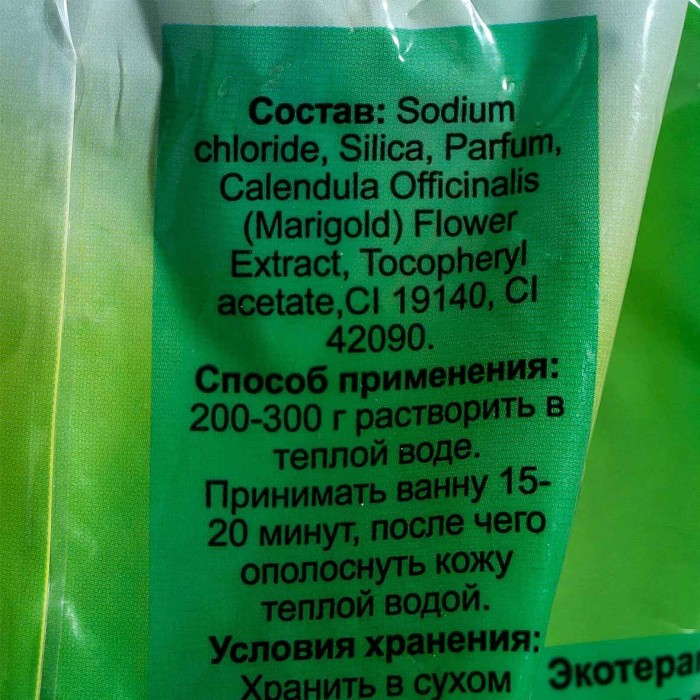 Состав: Sodium
chloride, Silica, Parfum,
Calendula Officinalis
(Marigold) Flower
Extract, Tocopheryl
acetate,CI 19140, CI
42090.
Способ применения:
200-300 г растворить в
теплой воде.
Принимать ванну 15-
20 минут, после чего
ополоснуть кожу
теплой водой.
Условия хранения:
Хранить в сухом